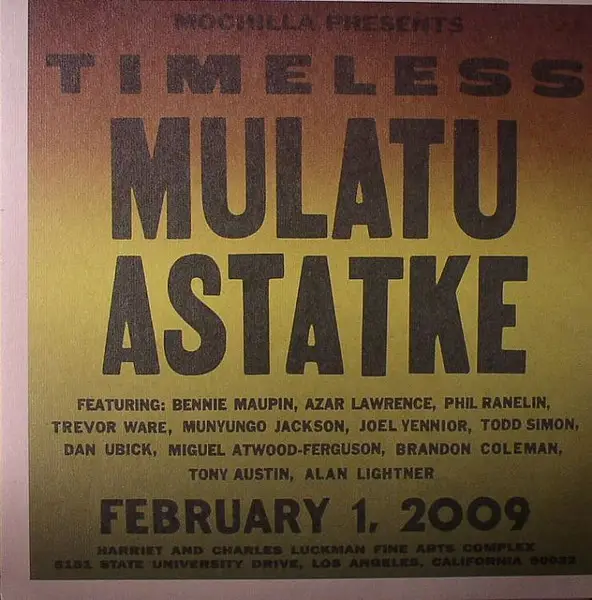 MOCHILLA PRESENTS
TIMELESS
MULATU
ASTATKE
FEATURING: BENNIE MAUPIN, AZAR LAWRENCE, PHIL RANELIN,
TREVOR WARE, MUNYUNGO JACKSON, JOEL YENNIOR, TODD SIMON,
DAN UBICK, MIGUEL ATWOOD-FERGUSON, BRANDON COLEMAN,
TONY AUSTIN, ALAN LIGHTNER
FEBRUARY 1, 2009
HARRIET AND CHARLES LUCKMAN FINE ARTS COMPLEX
5151 STATE UNIVERSITY DRIVE, LOS ANGELES, CALIFORNIA 90032